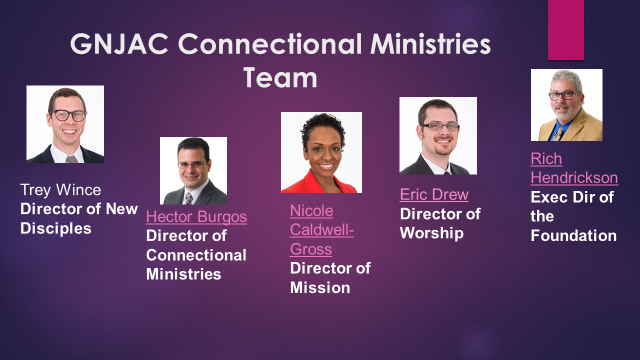 GNJAC Connectional Ministries
Team
Trey Wince
Director of New
Disciples
Hector Burgos
Director of
Connectional
Ministries
Nicole
Caldwell-
Gross
Director of
Mission
Eric Drew
Director of
Worship
Rich
Hendrickson
Exec Dir of
the
Foundation